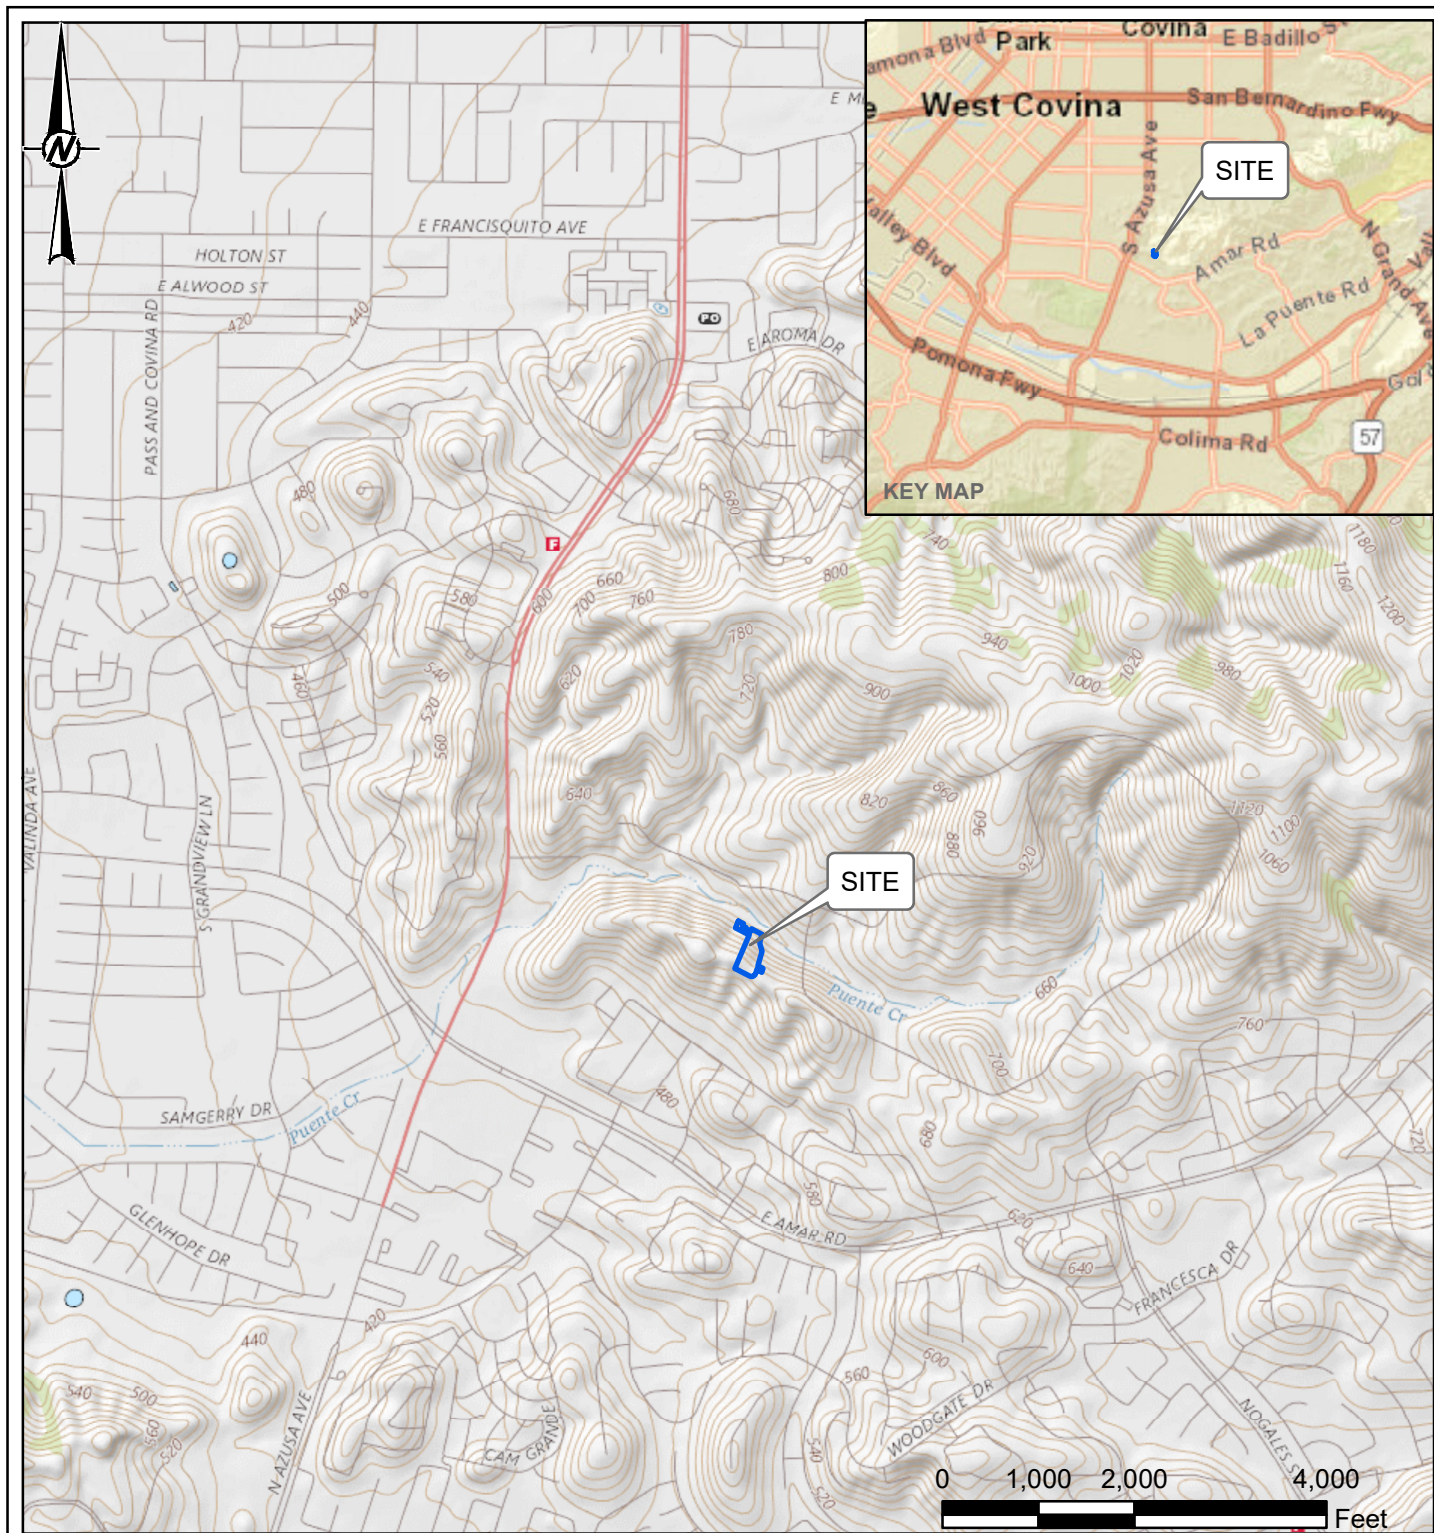 N
E FRANCISQUITO AVE
HOLTON ST
E ALWOOD ST
PASS AND COVINA RD
420
440
E AROMA DR
amona Blvd
Park
Covina
E Badillo
West Covina
San Bernardino Fwy
S Azusa Ave
SITE
Valley Blvd
Amar Rd
N Grand Ave
La Puente Rd
Pomona Fwy
Colima Rd
57
KEY MAP
480
680
F
740
800
1180
1160
1200
500
580
600
660
700
760
780
940
1020
1000
980
540
620
720
900
460
520
560
640
820
860
960
880
920
1120
1100
1060
VALINDA AVE
S GRANDVIEW LN
SITE
Puente Cr
660
760
700
480
680
720
SAMGERRY DR
Puente Cr
580
E AMAR RD
620
640
GLENHOPE DR
FRANCESCA DR
420
440
540
500
560
520
600
560
WOODGATE DR
N AZUSA AVE
CAM GRANDE
540
520
NOGALES S
0 1,000 2,000 4,000
Feet